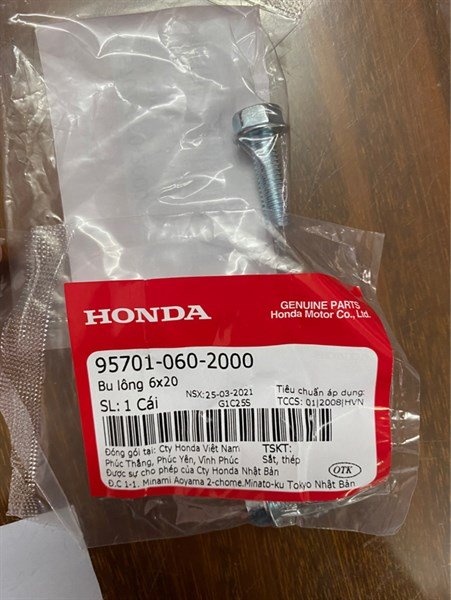 HONDA
GENUINE PARTS
Honda Motor Co., Ltd.
95701-060-2000
Bu lông 6x20
SL: 1 Cái
NSX:25-03-2021
G1C25S
Tiêu chuẩn áp dụng:
TCCS: 01|2008|HVN
Đóng gói tại: Cty Honda Việt Nam
Phúc Thắng, Phúc Yên, Vĩnh Phúc
Được sự cho phép của Cty Honda Nhật Bản
Đ.C 1-1. Minami Aoyama 2-chome.Minato-ku Tokyo Nhật Bản
TSKT:
Sắt, thép
OTK